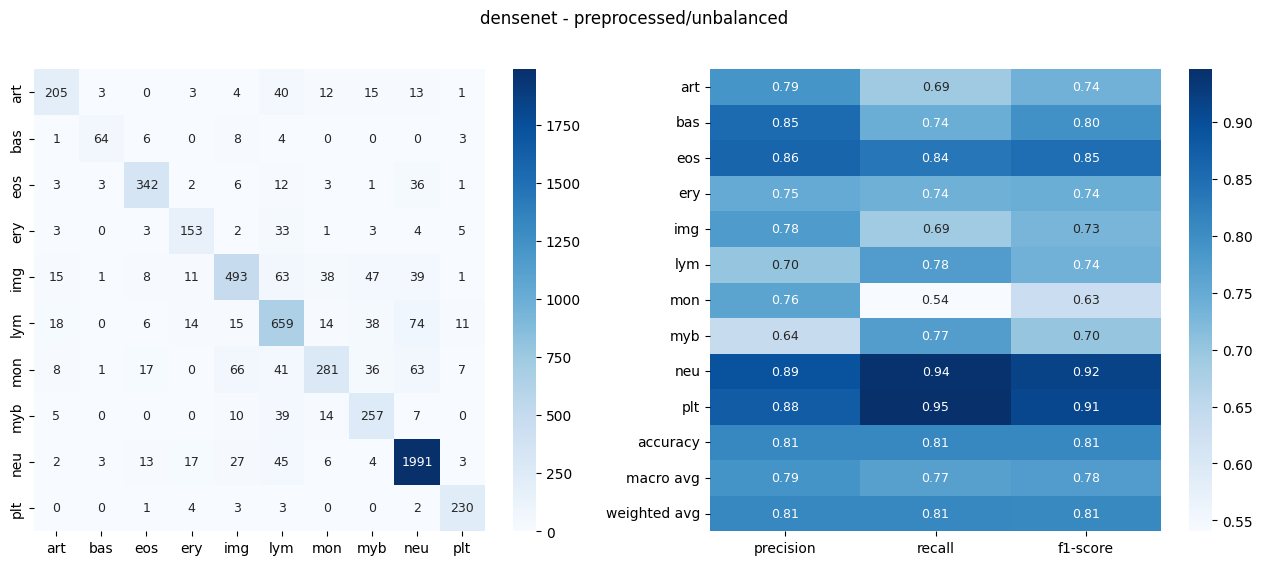 densenet - preprocessed/unbalanced
art 205 3 0 3 4 40 12 15 13 1
bas 1 64 6 0 8 4 0 0 0 3
eos 3 3 342 2 6 12 3 1 36 1
ery 3 0 3 153 2 33 1 3 4 5
img 15 1 8 11 493 63 38 47 39 1
lym 18 0 6 14 15 659 14 38 74 11
mon 8 1 17 0 66 41 281 36 63 7
myb 5 0 0 0 10 39 14 257 7 0
neu 2 3 13 17 27 45 6 4 1991 3
plt 0 0 1 4 3 3 0 0 2 230
art bas eos ery img lym mon myb neu plt
1750
1500
1250
1000
750
500
250
0
art 0.79 0.69 0.74
bas 0.85 0.74 0.80
eos 0.86 0.84 0.85
ery 0.75 0.74 0.74
img 0.78 0.69 0.73
lym 0.70 0.78 0.74
mon 0.76 0.54 0.63
myb 0.64 0.77 0.70
neu 0.89 0.94 0.92
plt 0.88 0.95 0.91
accuracy 0.81 0.81 0.81
macro avg 0.79 0.77 0.78
weighted avg 0.81 0.81 0.81
precision recall f1-score
0.90
0.85
0.80
0.75
0.70
0.65
0.60
0.55